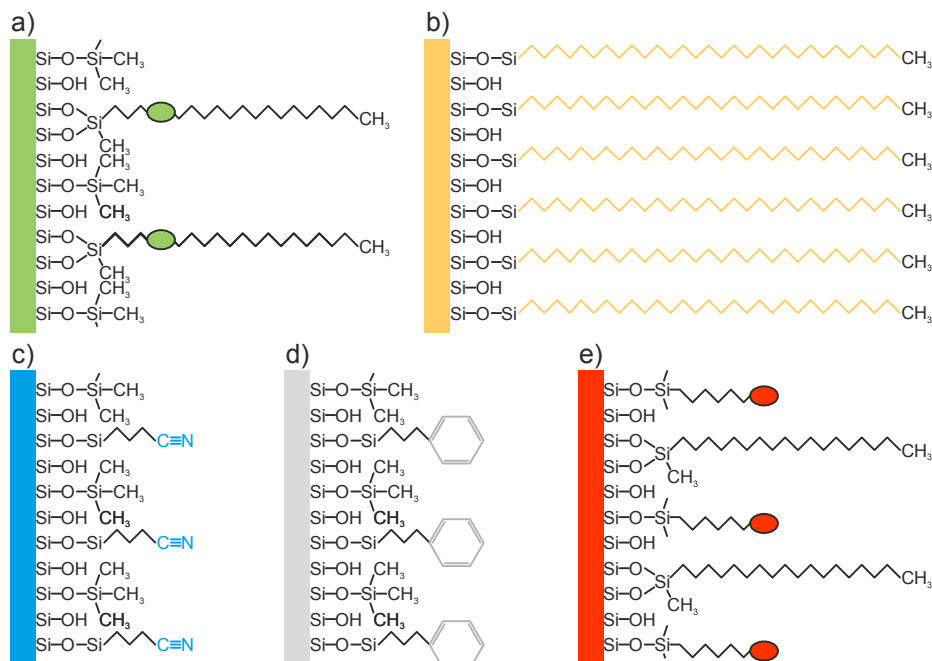 a)
Si–O–Si–CH₃
Si–OH CH₃
Si–O
Si CH₃
Si–O
CH₃
Si–OH CH₃
Si–O–Si–CH₃
Si–OH CH₃
Si–O
Si CH₃
Si–O
CH₃
Si–OH CH₃
Si–O–Si–CH₃
b)
Si–O–Si CH₃
Si–OH
Si–O–Si CH₃
Si–OH
Si–O–Si CH₃
Si–OH
Si–O–Si CH₃
Si–OH
Si–O–Si CH₃
Si–OH
Si–O–Si CH₃
c)
Si–O–Si–CH₃
Si–OH CH₃
Si–O–Si C≡N
Si–OH CH₃
Si–O–Si–CH₃
Si–OH CH₃
Si–O–Si C≡N
Si–OH CH₃
Si–O–Si–CH₃
Si–OH CH₃
Si–O–Si C≡N
d)
Si–O–Si–CH₃
Si–OH CH₃
Si–O–Si
Si–OH CH₃
Si–O–Si–CH₃
Si–OH CH₃
Si–O–Si
Si–OH CH₃
Si–O–Si–CH₃
Si–OH CH₃
Si–O–Si
e)
Si–O–Si
Si–OH
Si–O
Si CH₃
Si–O
CH₃
Si–OH
Si–O–Si
Si–OH
Si–O
Si CH₃
Si–O
CH₃
Si–OH
Si–O–Si